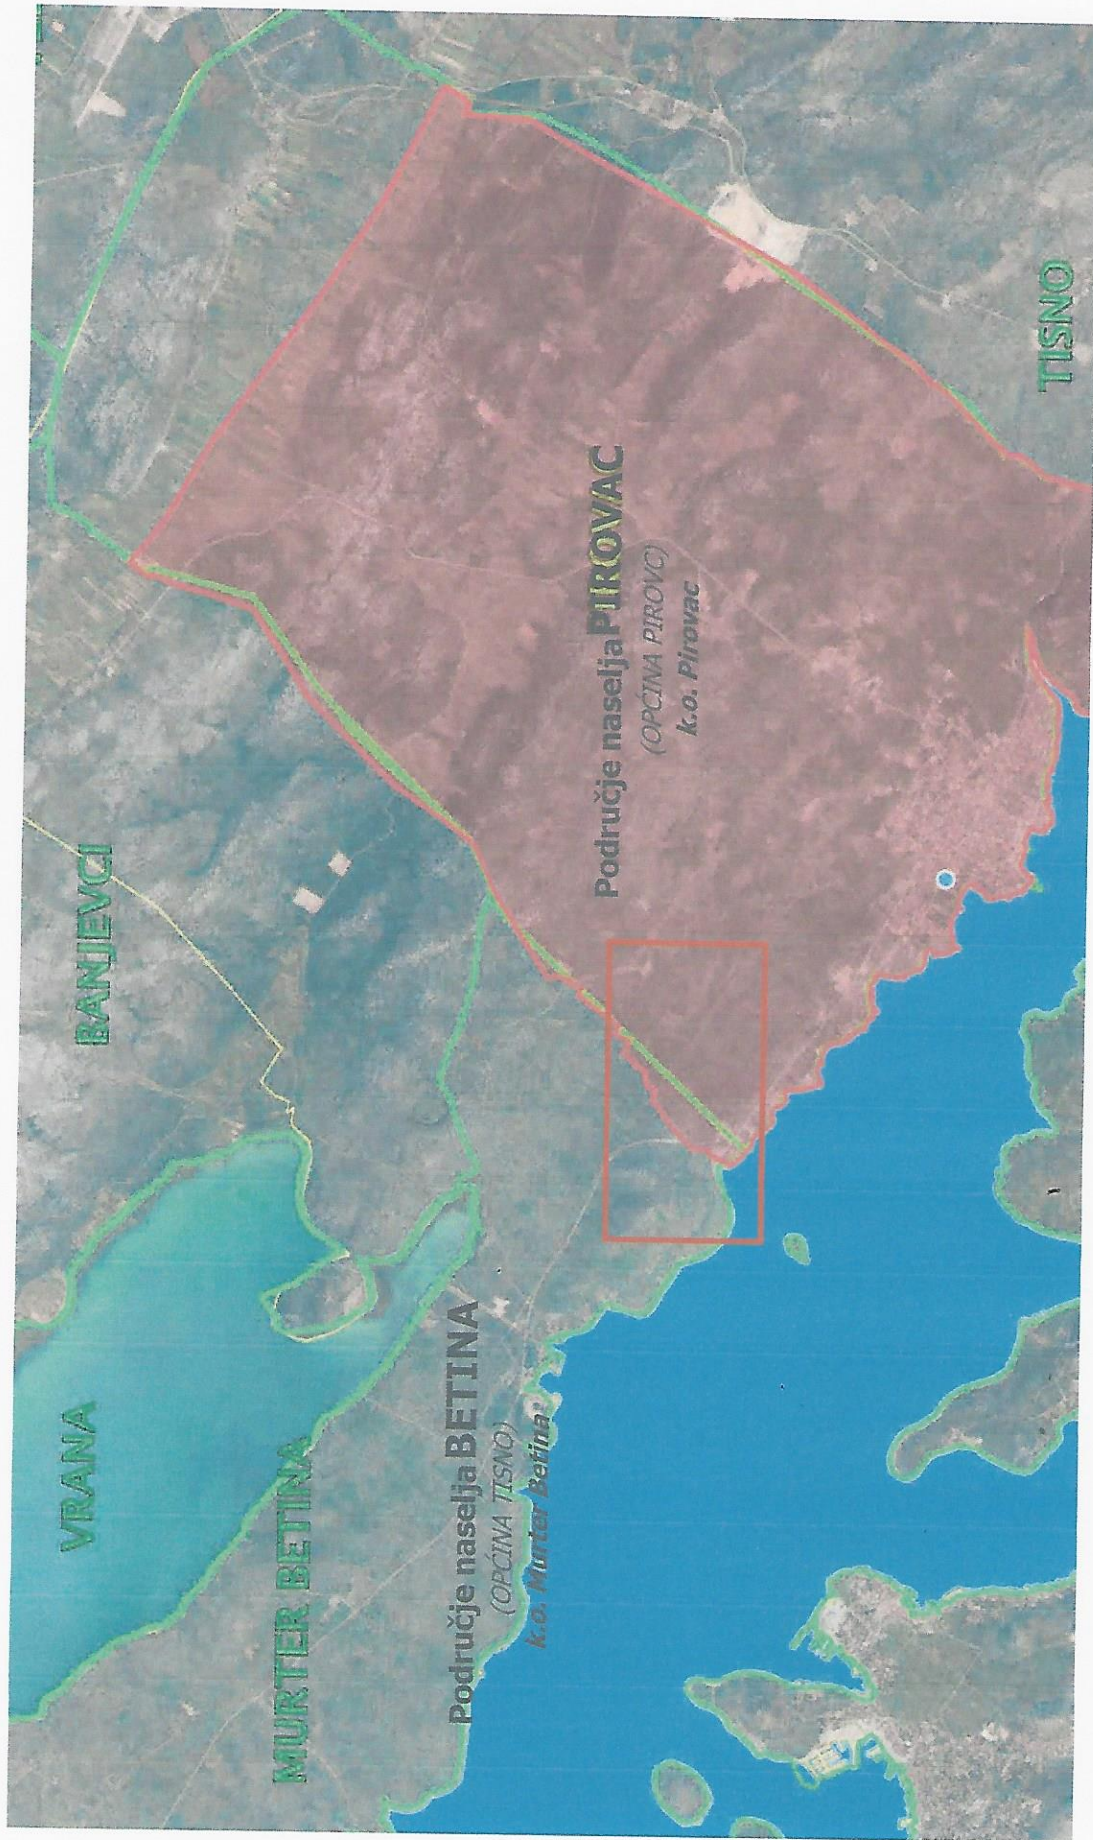 VRANA
BANJEVCI
MURTER BETINA
Područje naselja BETINA
(OPĆINA TISNO)
k.o. Murter Betina
Područje naselja PIROVAC
(OPĆINA PIROVC)
k.o. Pirovac
TISNO